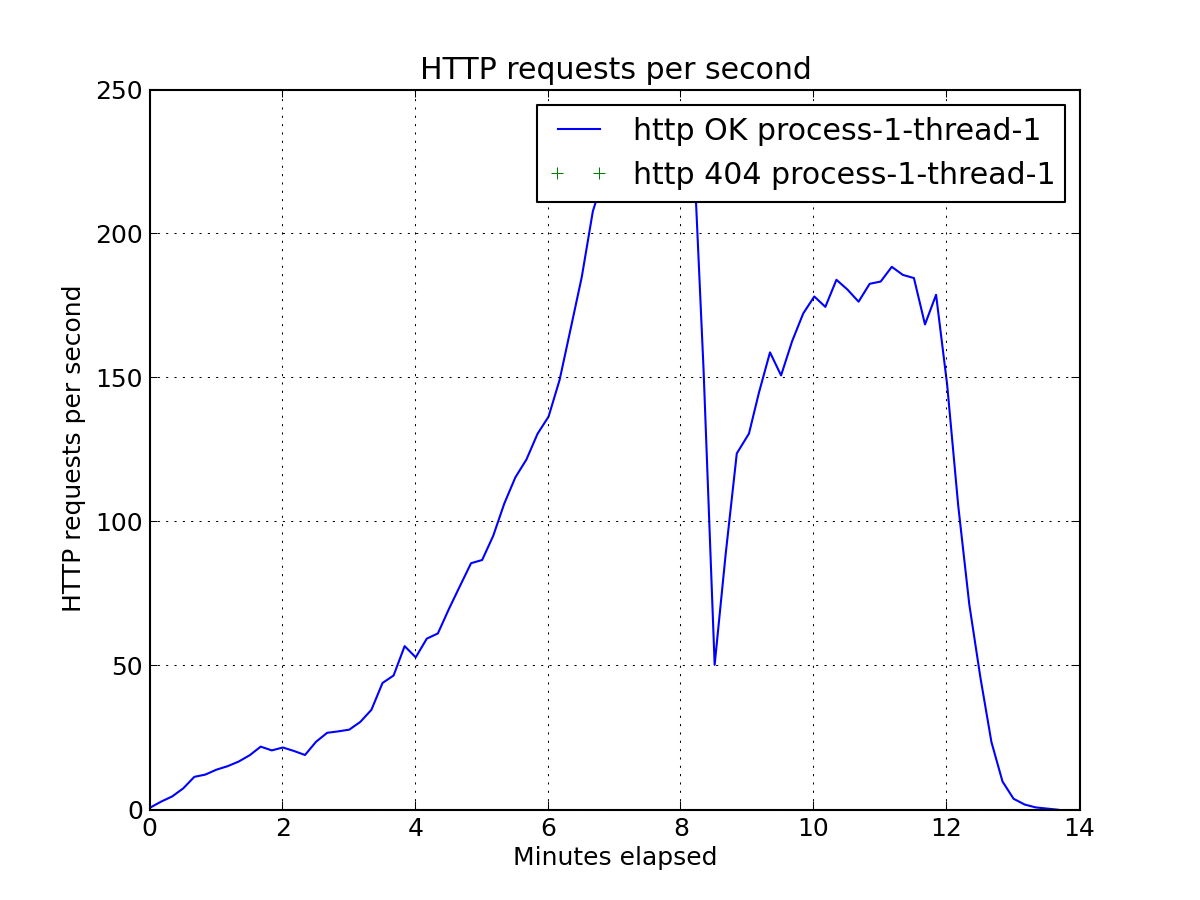 HTTP requests per second
250
http OK process-1-thread-1
http 404 process-1-thread-1
200
150
HTTP requests per second
100
50
0
0 2 4 6 8 10 12 14
Minutes elapsed